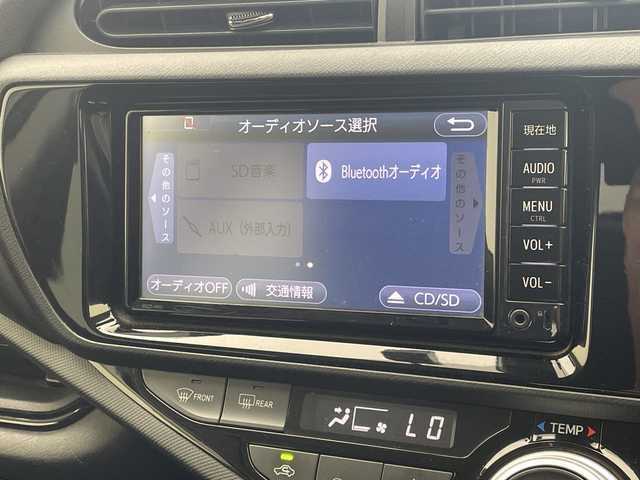 オーディオソース選択
その他のソース
SD音楽
Bluetoothオーディオ
その他のソース
AUX (外部入力)
オーディオOFF
交通情報
CD/SD
現在地
AUDIO
PWR
MENU
CTRL
VOL+
VOL-
FRONT
REAR
LO
TEMP